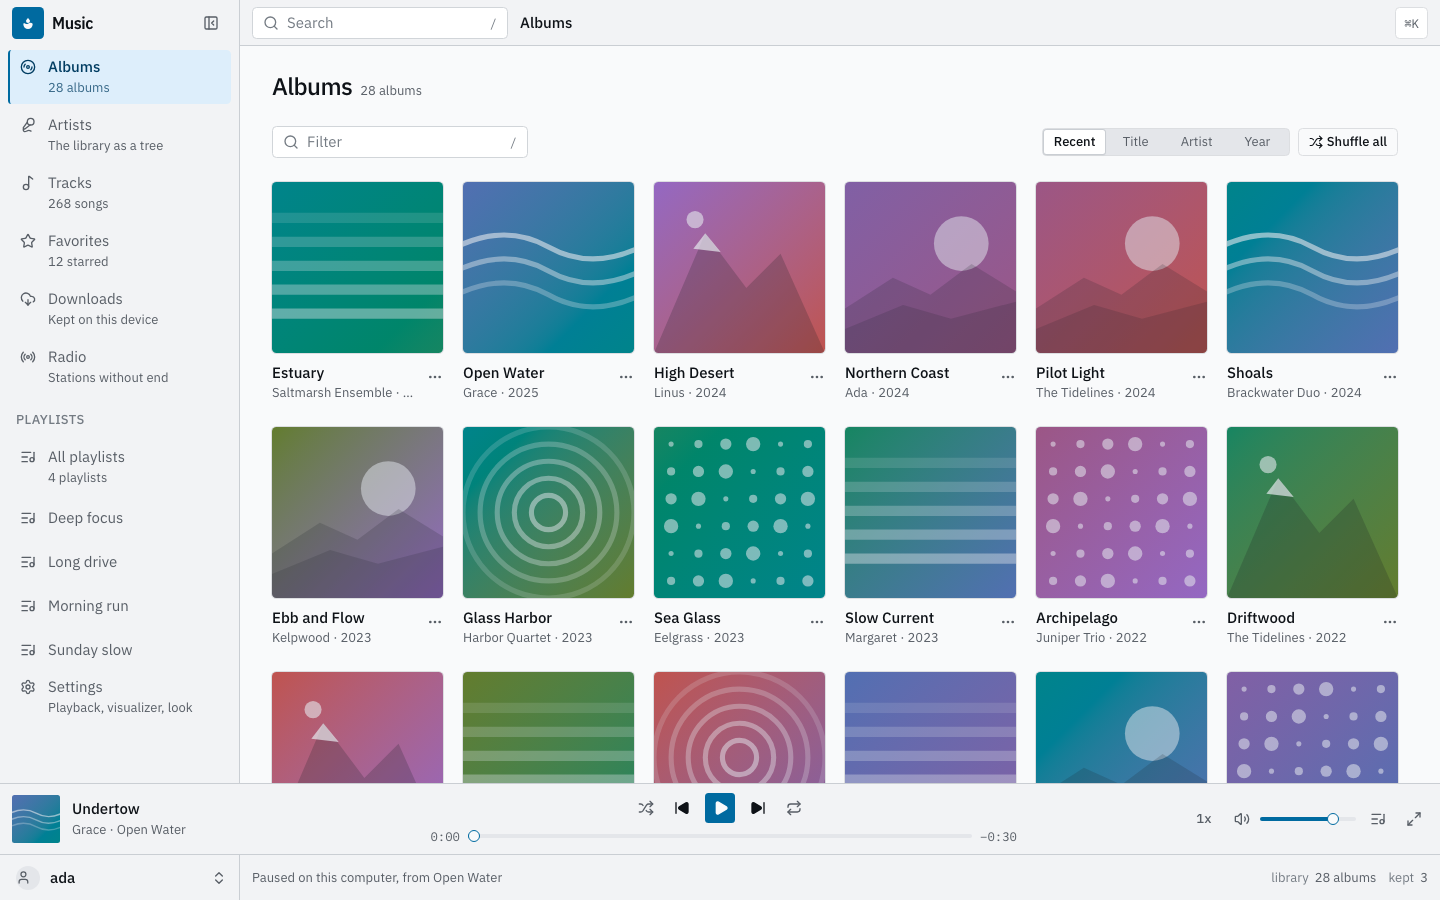 Music
Search /
Albums
⌘K
Albums
28 albums
Artists
The library as a tree
Tracks
268 songs
Favorites
12 starred
Downloads
Kept on this device
Radio
Stations without end
PLAYLISTS
All playlists
4 playlists
Deep focus
Long drive
Morning run
Sunday slow
Settings
Playback, visualizer, look
Albums 28 albums
Filter /
Recent Title Artist Year Shuffle all
Estuary ...
Saltmarsh Ensemble · ...
Open Water ...
Grace · 2025
High Desert ...
Linus · 2024
Northern Coast ...
Ada · 2024
Pilot Light ...
The Tidelines · 2024
Shoals ...
Brackwater Duo · 2024
Ebb and Flow ...
Kelpwood · 2023
Glass Harbor ...
Harbor Quartet · 2023
Sea Glass ...
Eelgrass · 2023
Slow Current ...
Margaret · 2023
Archipelago ...
Juniper Trio · 2022
Driftwood ...
The Tidelines · 2022
Undertow
Grace · Open Water
0:00 −0:30
1x
ada
Paused on this computer, from Open Water
library 28 albums kept 3